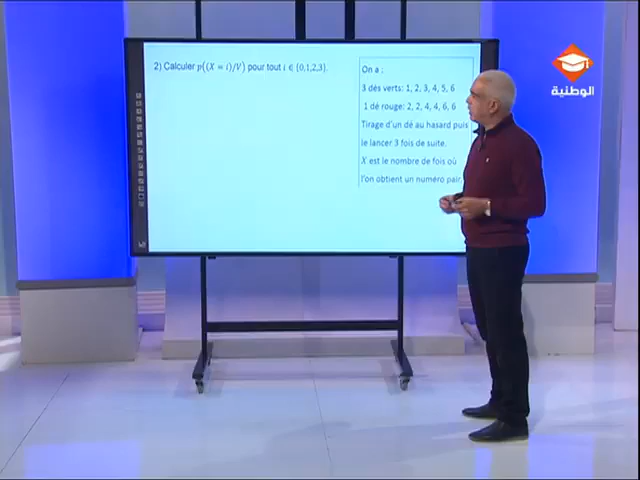 2) Calculer p((X = i)/V) pour tout i ∈ {0,1,2,3}.
On a :
3 dés verts: 1, 2, 3, 4, 5, 6
1 dé rouge: 2, 2, 4, 4, 6, 6
Tirage d'un dé au hasard puis
le lancer 3 fois de suite.
X est le nombre de fois où
l'on obtient un numéro pair.
الوطنية